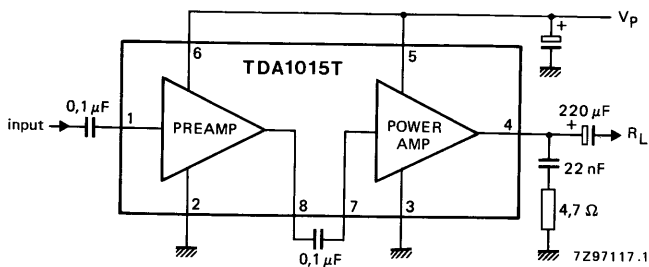 +
V_P
6
TDA1015T
5
0,1 μF
220 μF
input
1
PREAMP
POWER AMP
4
+
R_L
22 nF
2
8
7
3
4,7 Ω
0,1 μF
7Z97117.1